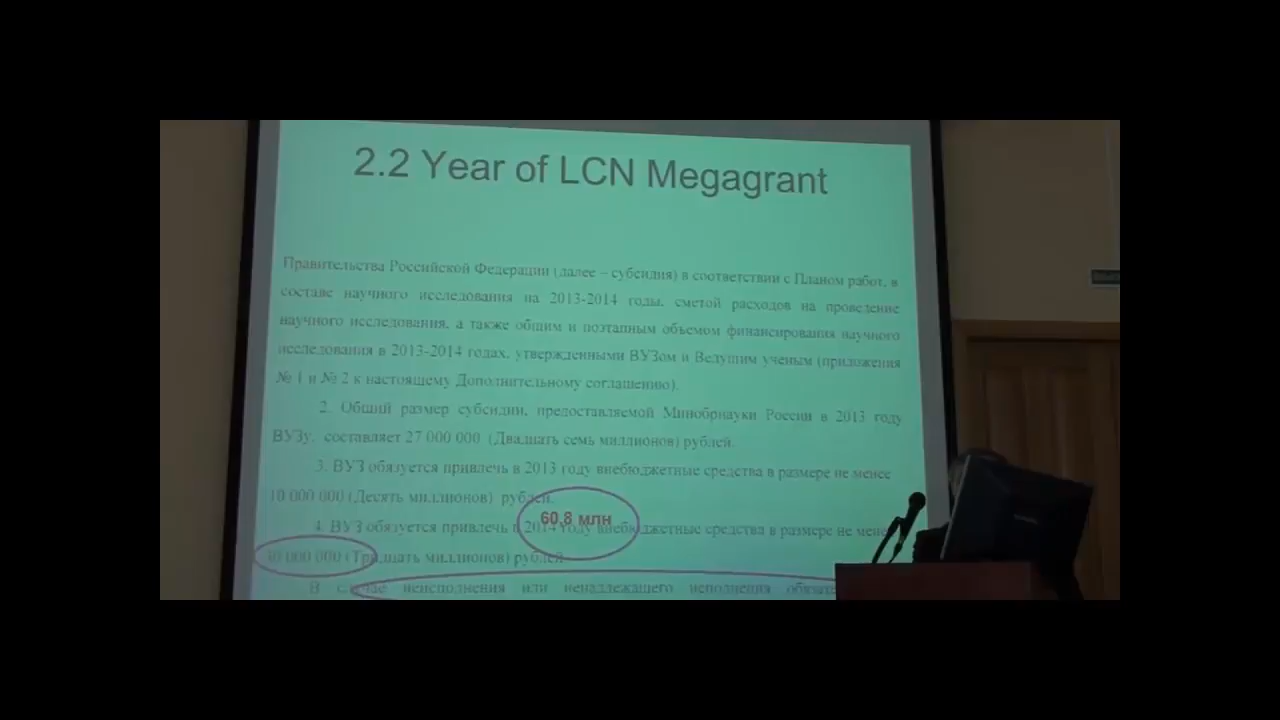 2.2 Year of LCN Megagrant
Правительства Российской Федерации (далее – субсидия) в соответствии с Планом работ, в
составе научного исследования на 2013-2014 годы, сметой расходов на проведение
научного исследования, а также общим и поэтапным объемом финансирования научного
исследования в 2013-2014 годах, утвержденными ВУЗом и Ведущим ученым (приложения
№ 1 и № 2 к настоящему Дополнительному соглашению).
2. Общий размер субсидии, предоставляемой Минобрнауки России в 2013 году
ВУЗу, составляет 27 000 000 (Двадцать семь миллионов) рублей.
3. ВУЗ обязуется привлечь в 2013 году внебюджетные средства в размере не менее
10 000 000 (Десять миллионов) рублей.
60,8 млн
4. ВУЗ обязуется привлечь в 2014 году внебюджетные средства в размере не менее
30 000 000 (Тридцать миллионов) рублей
В случае неисполнения или ненадлежащего исполнения